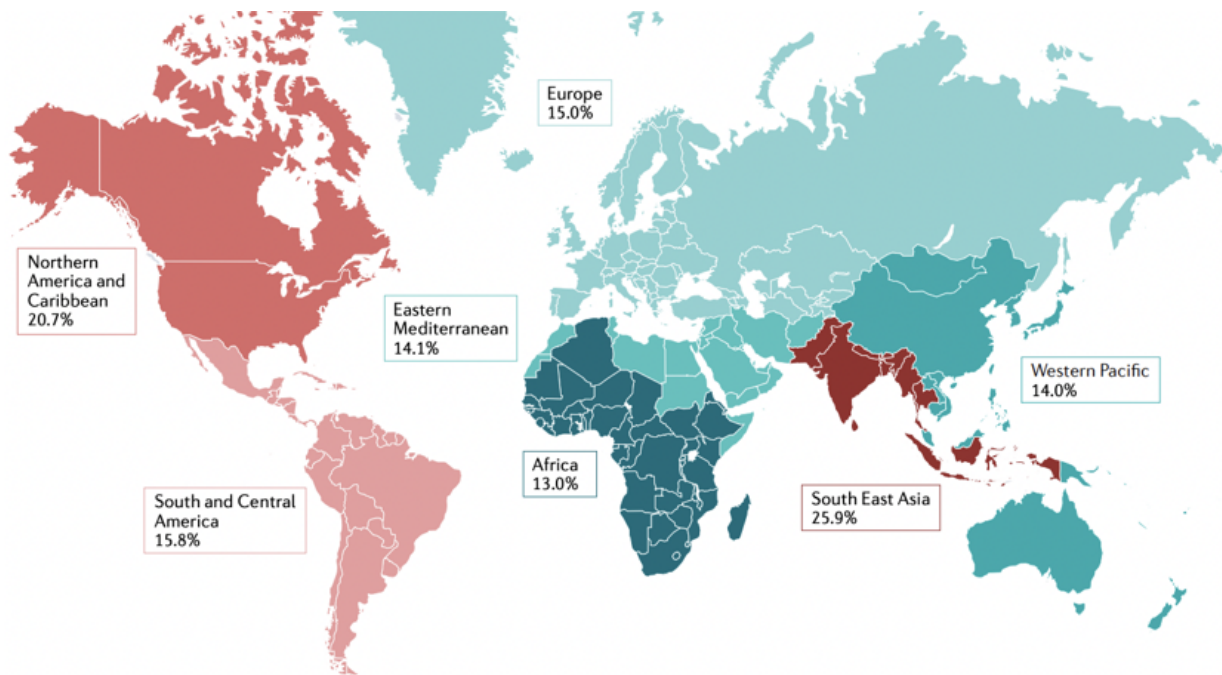 Europe
15.0%
Northern
America and
Caribbean
20.7%
Eastern
Mediterranean
14.1%
Western Pacific
14.0%
Africa
13.0%
South and Central
America
15.8%
South East Asia
25.9%